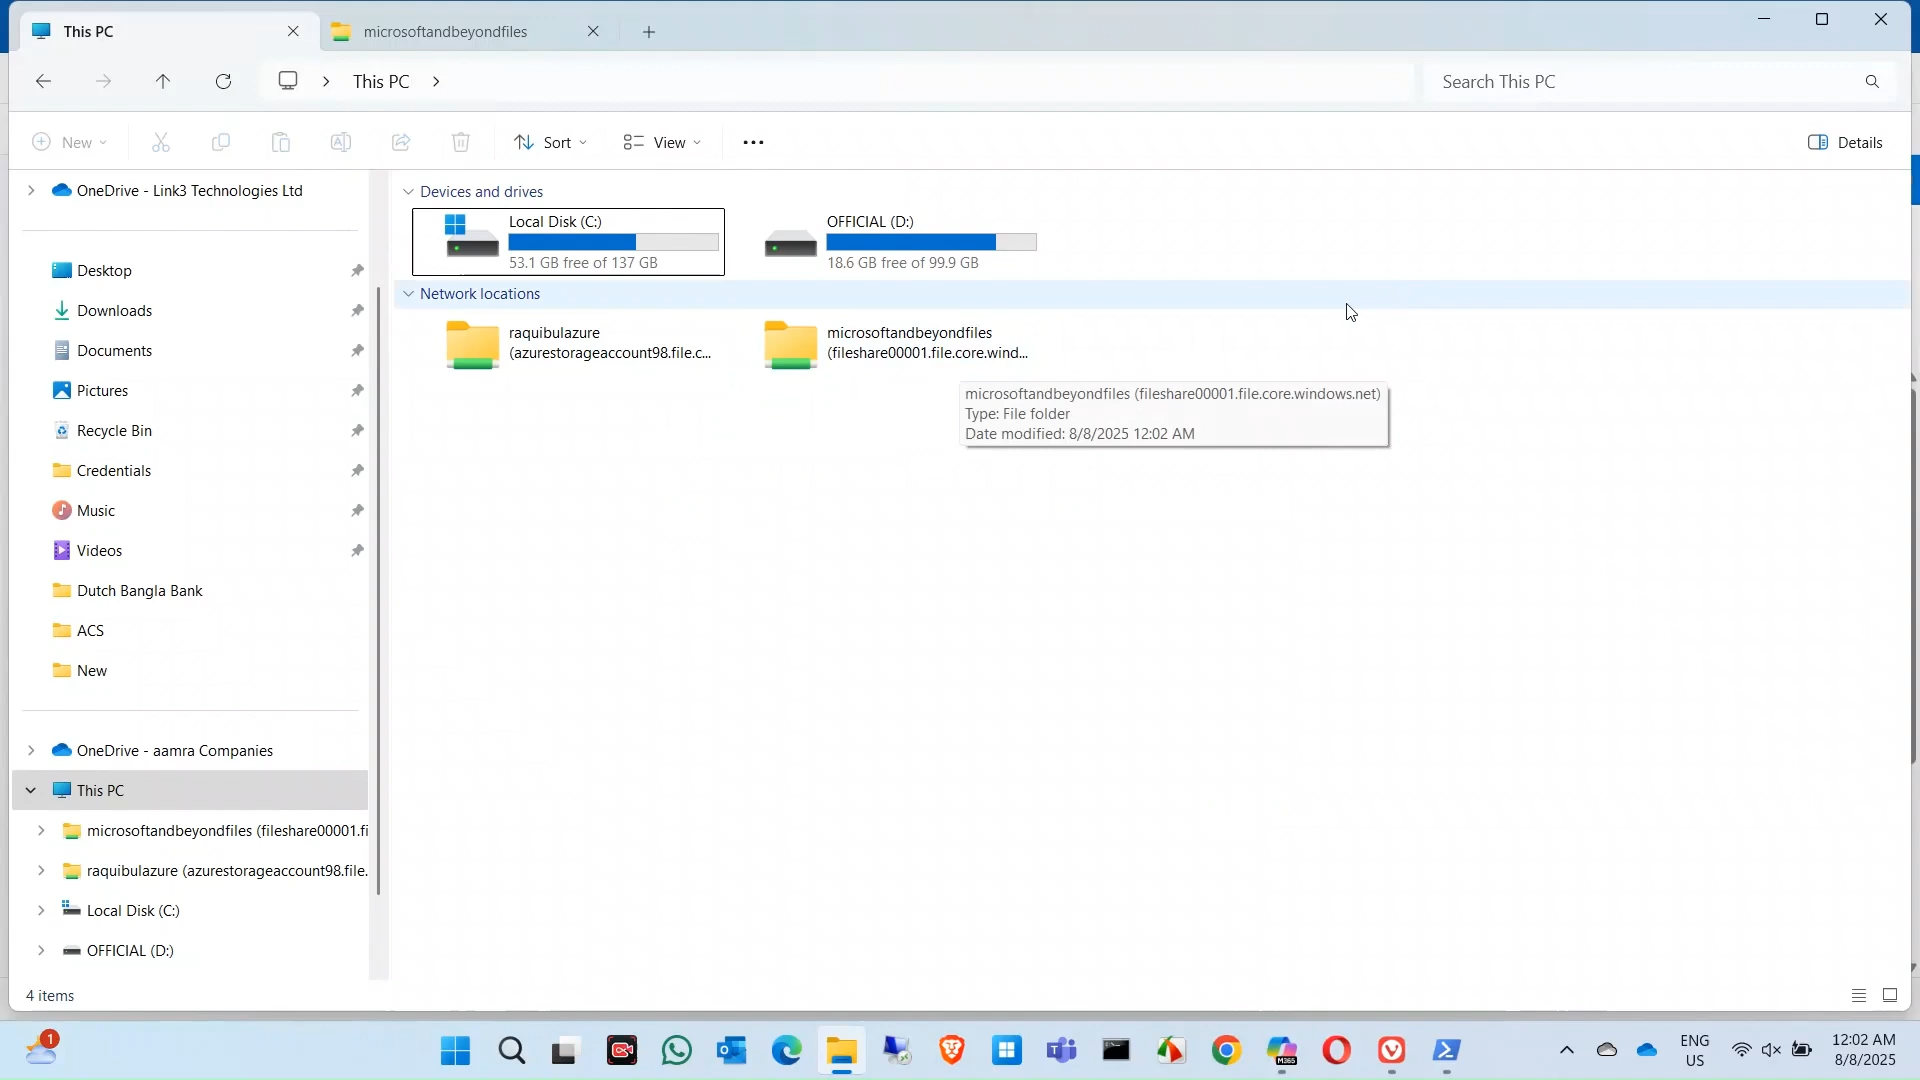 This PC
microsoftandbeyondfiles
This PC
Search This PC
New
Sort
View
Details
OneDrive - Link3 Technologies Ltd
Desktop
Downloads
Documents
Pictures
Recycle Bin
Credentials
Music
Videos
Dutch Bangla Bank
ACS
New
OneDrive - aamra Companies
This PC
microsoftandbeyondfiles (fileshare00001.fi
raquibulazure (azurestorageaccount98.file.
Local Disk (C:)
OFFICIAL (D:)
Devices and drives
Local Disk (C:)
53.1 GB free of 137 GB
OFFICIAL (D:)
18.6 GB free of 99.9 GB
Network locations
raquibulazure
(azurestorageaccount98.file.c...
microsoftandbeyondfiles
(fileshare00001.file.core.wind...
microsoftandbeyondfiles (fileshare00001.file.core.windows.net)
Type: File folder
Date modified: 8/8/2025 12:02 AM
4 items
1
M365
ENG
US
12:02 AM
8/8/2025